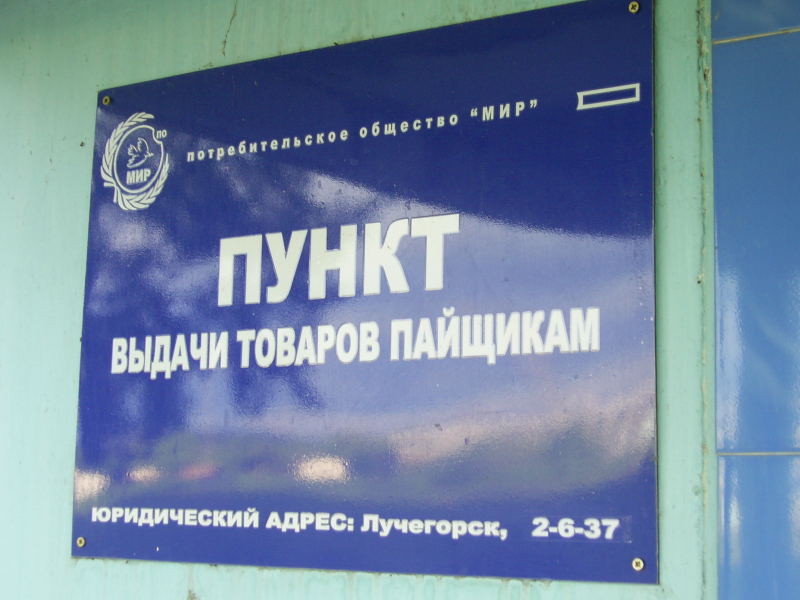 ПО
МИР
потребительское общество "МИР"
ПУНКТ
ВЫДАЧИ ТОВАРОВ ПАЙЩИКАМ
ЮРИДИЧЕСКИЙ АДРЕС: Лучегорск, 2-6-37